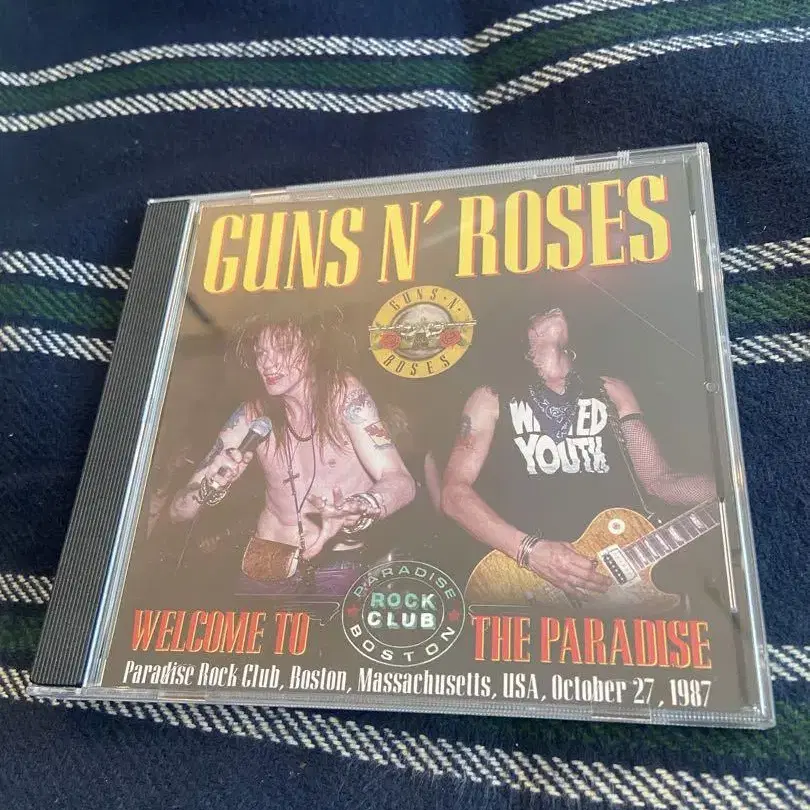 GUNS N' ROSES
GUNS·N·
ROSES
W TED
YOUTH
PARADISE
ROCK
CLUB
BOSTON
WELCOME TO THE PARADISE
Paradise Rock Club, Boston, Massachusetts, USA, October 27, 1987